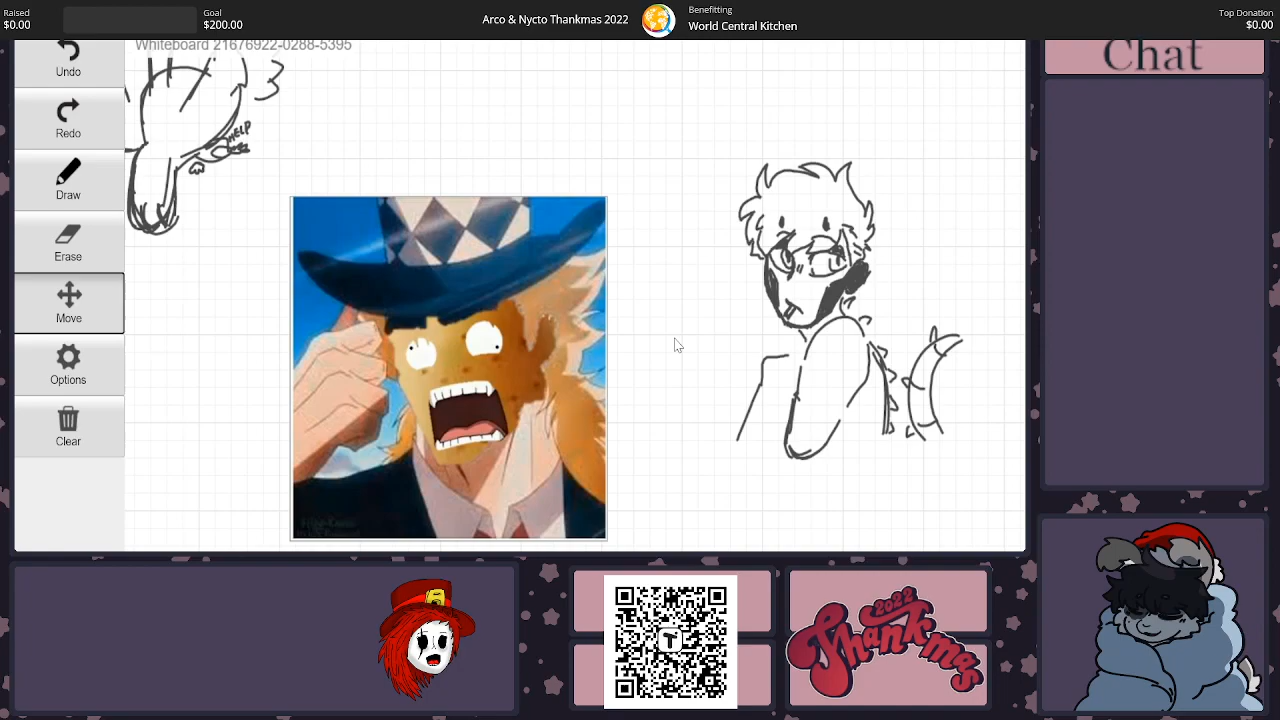 Raised
$0.00
Goal
$200.00
Arco & Nycto Thankmas 2022
Benefitting
World Central Kitchen
Top Donation
$0.00
Whiteboard 21676922-0288-5395
Undo
Redo
Draw
Erase
Move
Options
Clear
3
HELP
Chat
T
2022
Thankmas